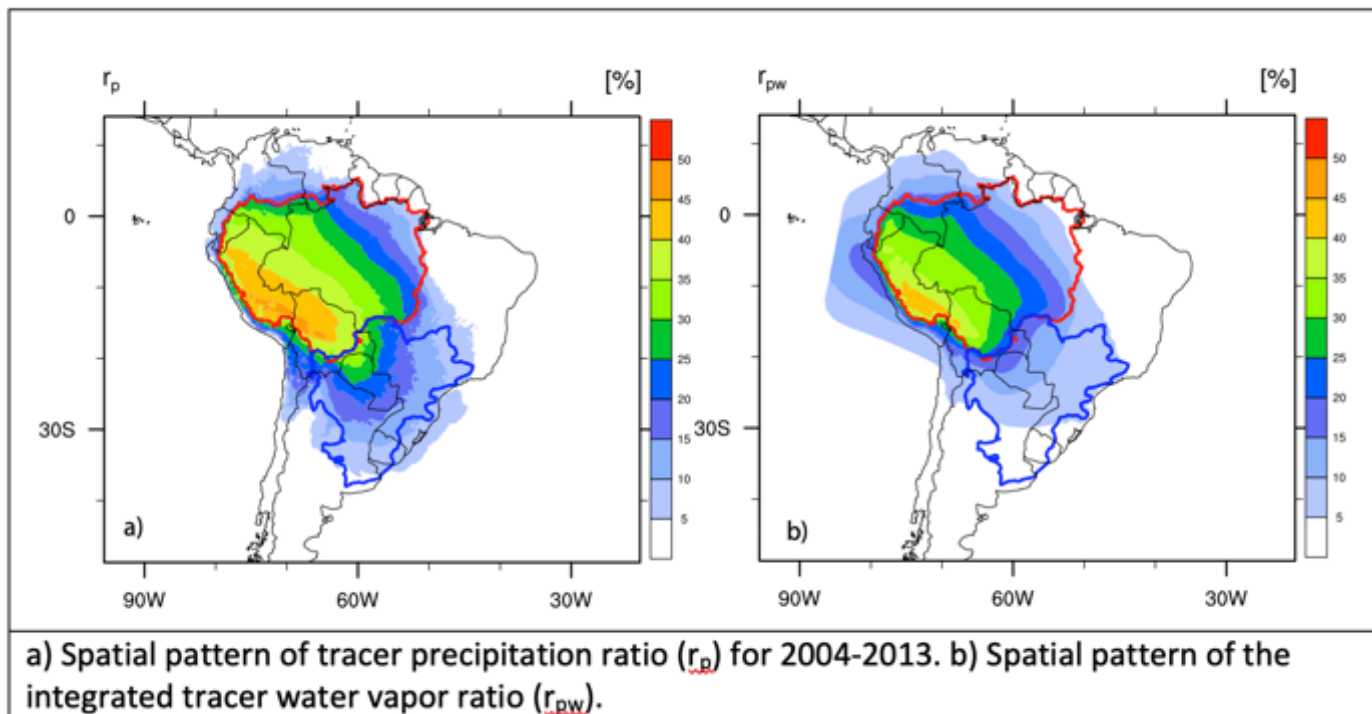 r_p [%]
r_pw [%]
50
45
40
35
30
25
20
15
10
5
50
45
40
35
30
25
20
15
10
5
0
30S
0
30S
a)
b)
90W 60W 30W
90W 60W 30W
a) Spatial pattern of tracer precipitation ratio (r_p) for 2004-2013. b) Spatial pattern of the
integrated tracer water vapor ratio (r_pw).